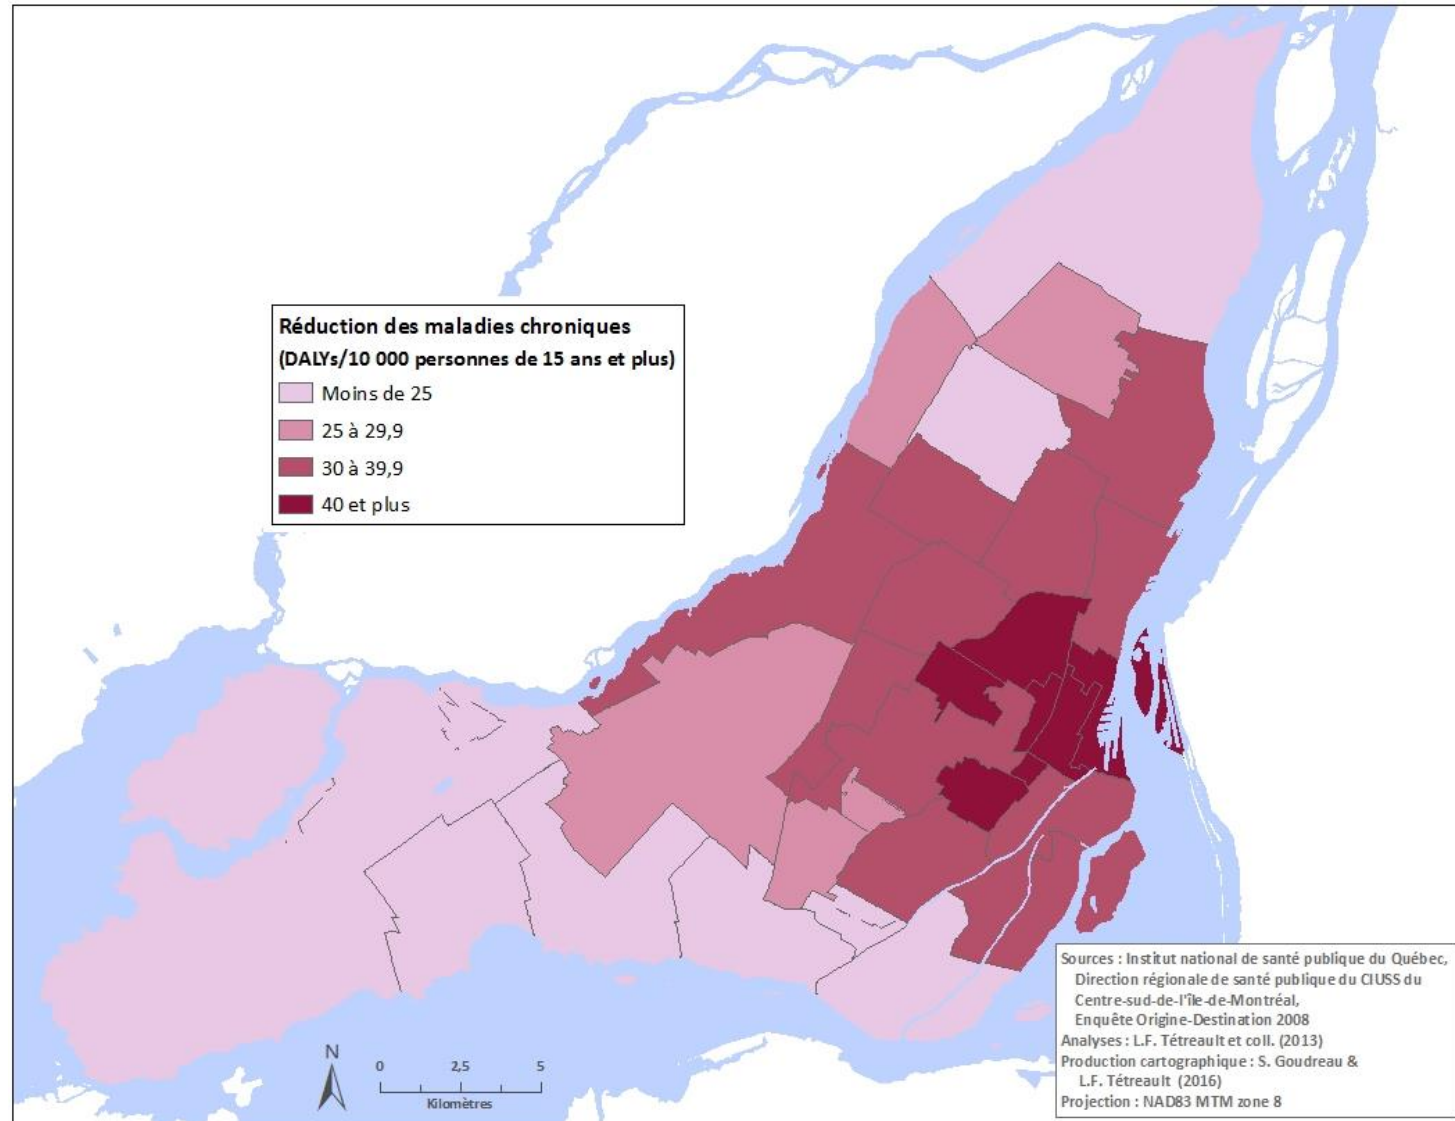 Réduction des maladies chroniques
(DALYs/10 000 personnes de 15 ans et plus)
Moins de 25
25 à 29,9
30 à 39,9
40 et plus
N
0 2,5 5
Kilomètres
Sources : Institut national de santé publique du Québec,
Direction régionale de santé publique du CIUSS du
Centre-sud-de-l'île-de-Montréal,
Enquête Origine-Destination 2008
Analyses : L.F. Tétreault et coll. (2013)
Production cartographique : S. Goudreau &
L.F. Tétreault (2016)
Projection : NAD83 MTM zone 8